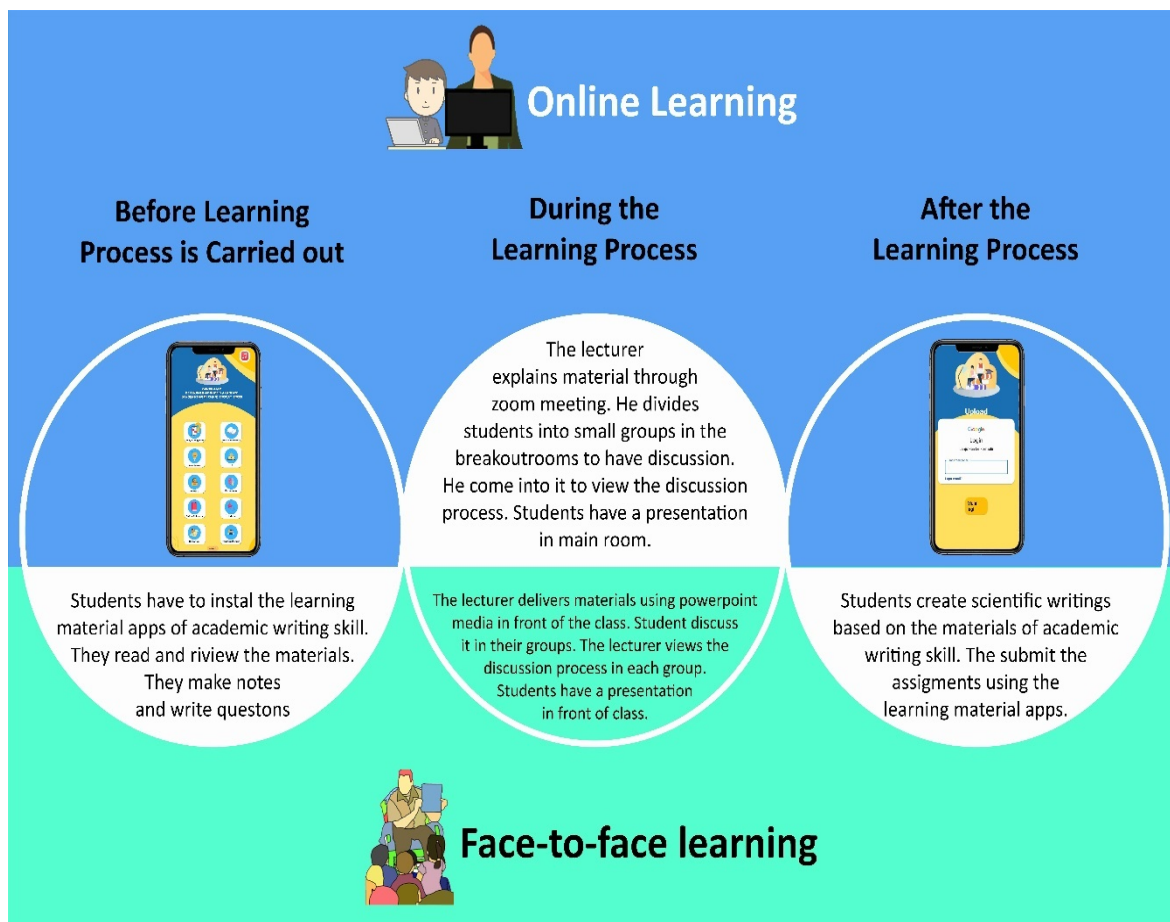 Online Learning
Before Learning
Process is Carried out
During the
Learning Process
After the
Learning Process
The lecturer
explains material through
zoom meeting. He divides
students into small groups in the
breakoutrooms to have discussion.
He come into it to view the discussion
process. Students have a presentation
in main room.
Upload
Google
Login
Students have to instal the learning
material apps of academic writing skill.
They read and riview the materials.
They make notes
and write questons
The lecturer delivers materials using powerpoint
media in front of the class. Student discuss
it in their groups. The lecturer views the
discussion process in each group.
Students have a presentation
in front of class.
Students create scientific writings
based on the materials of academic
writing skill. The submit the
assigments using the
learning material apps.
Face-to-face learning